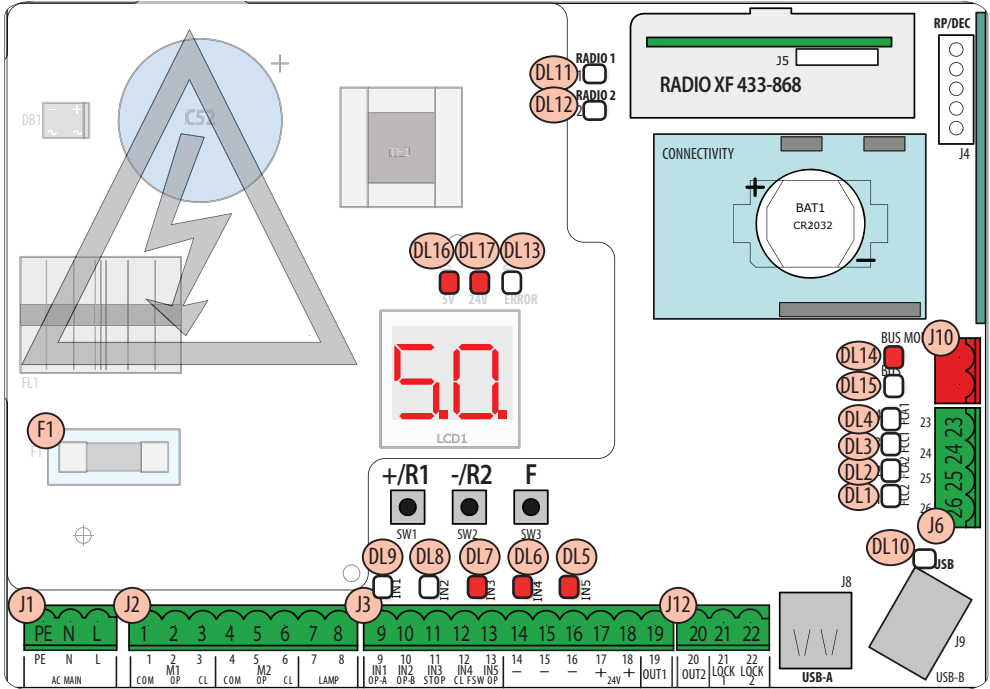 RP/DEC
RADIO 1
DL11 1
RADIO 2
DL12 2
J5
RADIO XF 433-868
J4
DB1
C52
+
TF1
CONNECTIVITY
+
BAT1
CR2032
−
DL16 DL17 DL13
5V 24V ERROR
5.0.
LCD1
FL1
F1
F1
BUS MO
J10
DL14
BUS
DL15
DL4 FCA1 23
DL3 FCC1 24
DL2 FCA2 25
DL1 FCC2 26
26 25 24 23
J6
+/R1 -/R2 F
SW1 SW2 SW3
DL9 DL8 DL7 DL6 DL5
IN1 IN2 IN3 IN4 IN5
DL10
USB
J1 J2 J3 J12 J8 J9
PE N L 1 2 3 4 5 6 7 8 9 10 11 12 13 14 15 16 17 18 19 20 21 22
PE N L 1 2 3 4 5 6 7 8 9 10 11 12 13 14 15 16 17 18 19 20 21 22
M1 M2 IN1 IN2 IN3 IN4 IN5 − − − + + OUT1 OUT2 LOCK LOCK
AC MAIN COM OP CL COM OP CL LAMP OP-A OP-B STOP CL FSW OP 24V 1 2
USB-A
USB-B